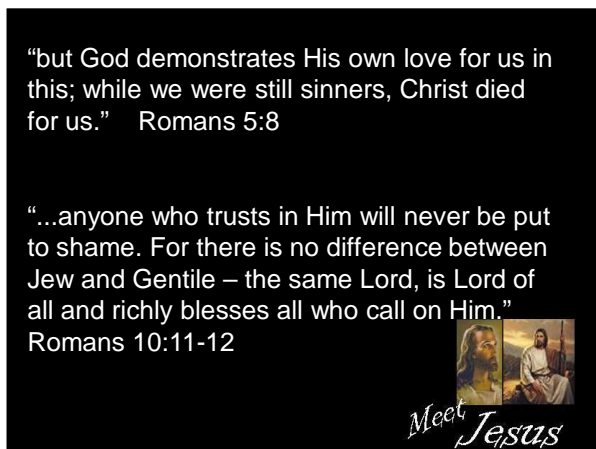 “but God demonstrates His own love for us in
this; while we were still sinners, Christ died
for us.” Romans 5:8
“...anyone who trusts in Him will never be put
to shame. For there is no difference between
Jew and Gentile – the same Lord, is Lord of
all and richly blesses all who call on Him.”
Romans 10:11-12
Meet
Jesus